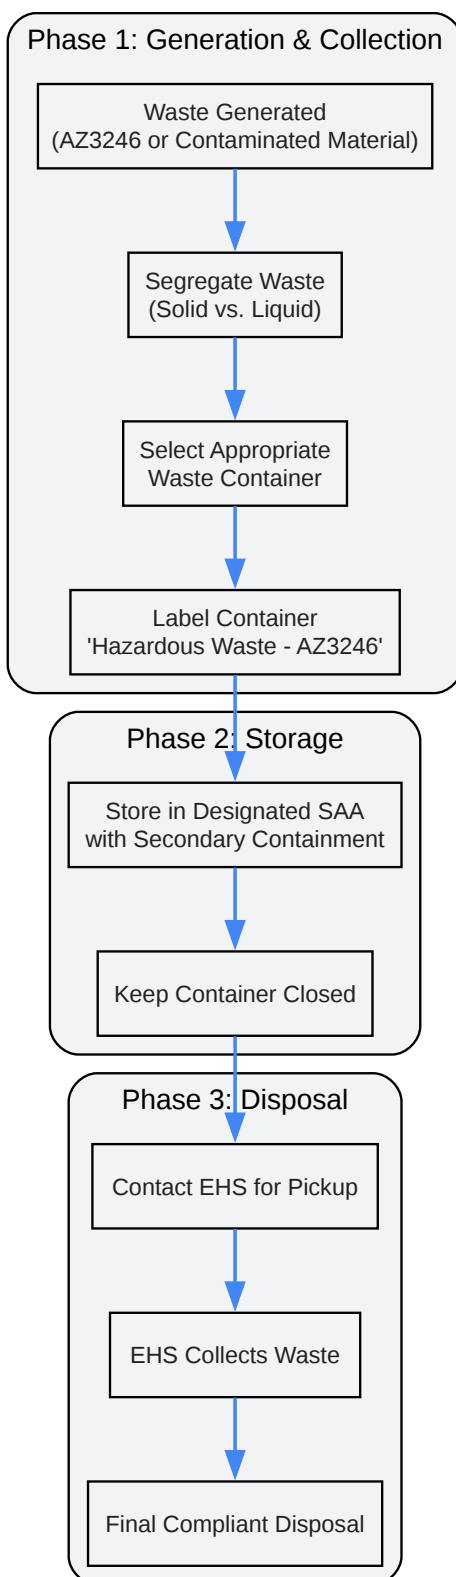 Phase 1: Generation & Collection
Waste Generated
(AZ3246 or Contaminated Material)
Segregate Waste
(Solid vs. Liquid)
Select Appropriate
Waste Container
Label Container
'Hazardous Waste - AZ3246'
Phase 2: Storage
Store in Designated SAA
with Secondary Containment
Keep Container Closed
Phase 3: Disposal
Contact EHS for Pickup
EHS Collects Waste
Final Compliant Disposal